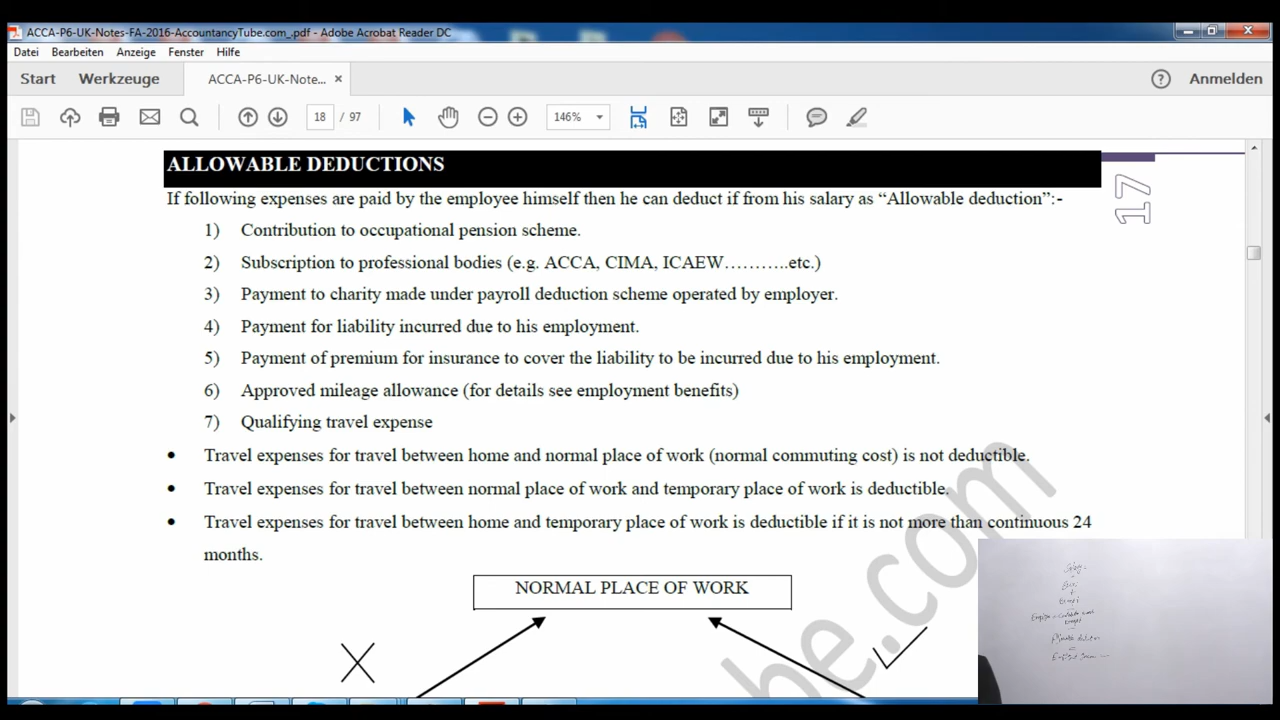 ACCA-P6-UK-Notes-FA-2016-AccountancyTube.com_.pdf - Adobe Acrobat Reader DC
Datei Bearbeiten Anzeige Fenster Hilfe
Start Werkzeuge ACCA-P6-UK-Note... × Anmelden
18 / 97 146%
ALLOWABLE DEDUCTIONS
17
If following expenses are paid by the employee himself then he can deduct if from his salary as “Allowable deduction”:-
1) Contribution to occupational pension scheme.
2) Subscription to professional bodies (e.g. ACCA, CIMA, ICAEW………..etc.)
3) Payment to charity made under payroll deduction scheme operated by employer.
4) Payment for liability incurred due to his employment.
5) Payment of premium for insurance to cover the liability to be incurred due to his employment.
6) Approved mileage allowance (for details see employment benefits)
7) Qualifying travel expense
• Travel expenses for travel between home and normal place of work (normal commuting cost) is not deductible.
• Travel expenses for travel between normal place of work and temporary place of work is deductible.
• Travel expenses for travel between home and temporary place of work is deductible if it is not more than continuous 24
months.
NORMAL PLACE OF WORK
be.com
Salary